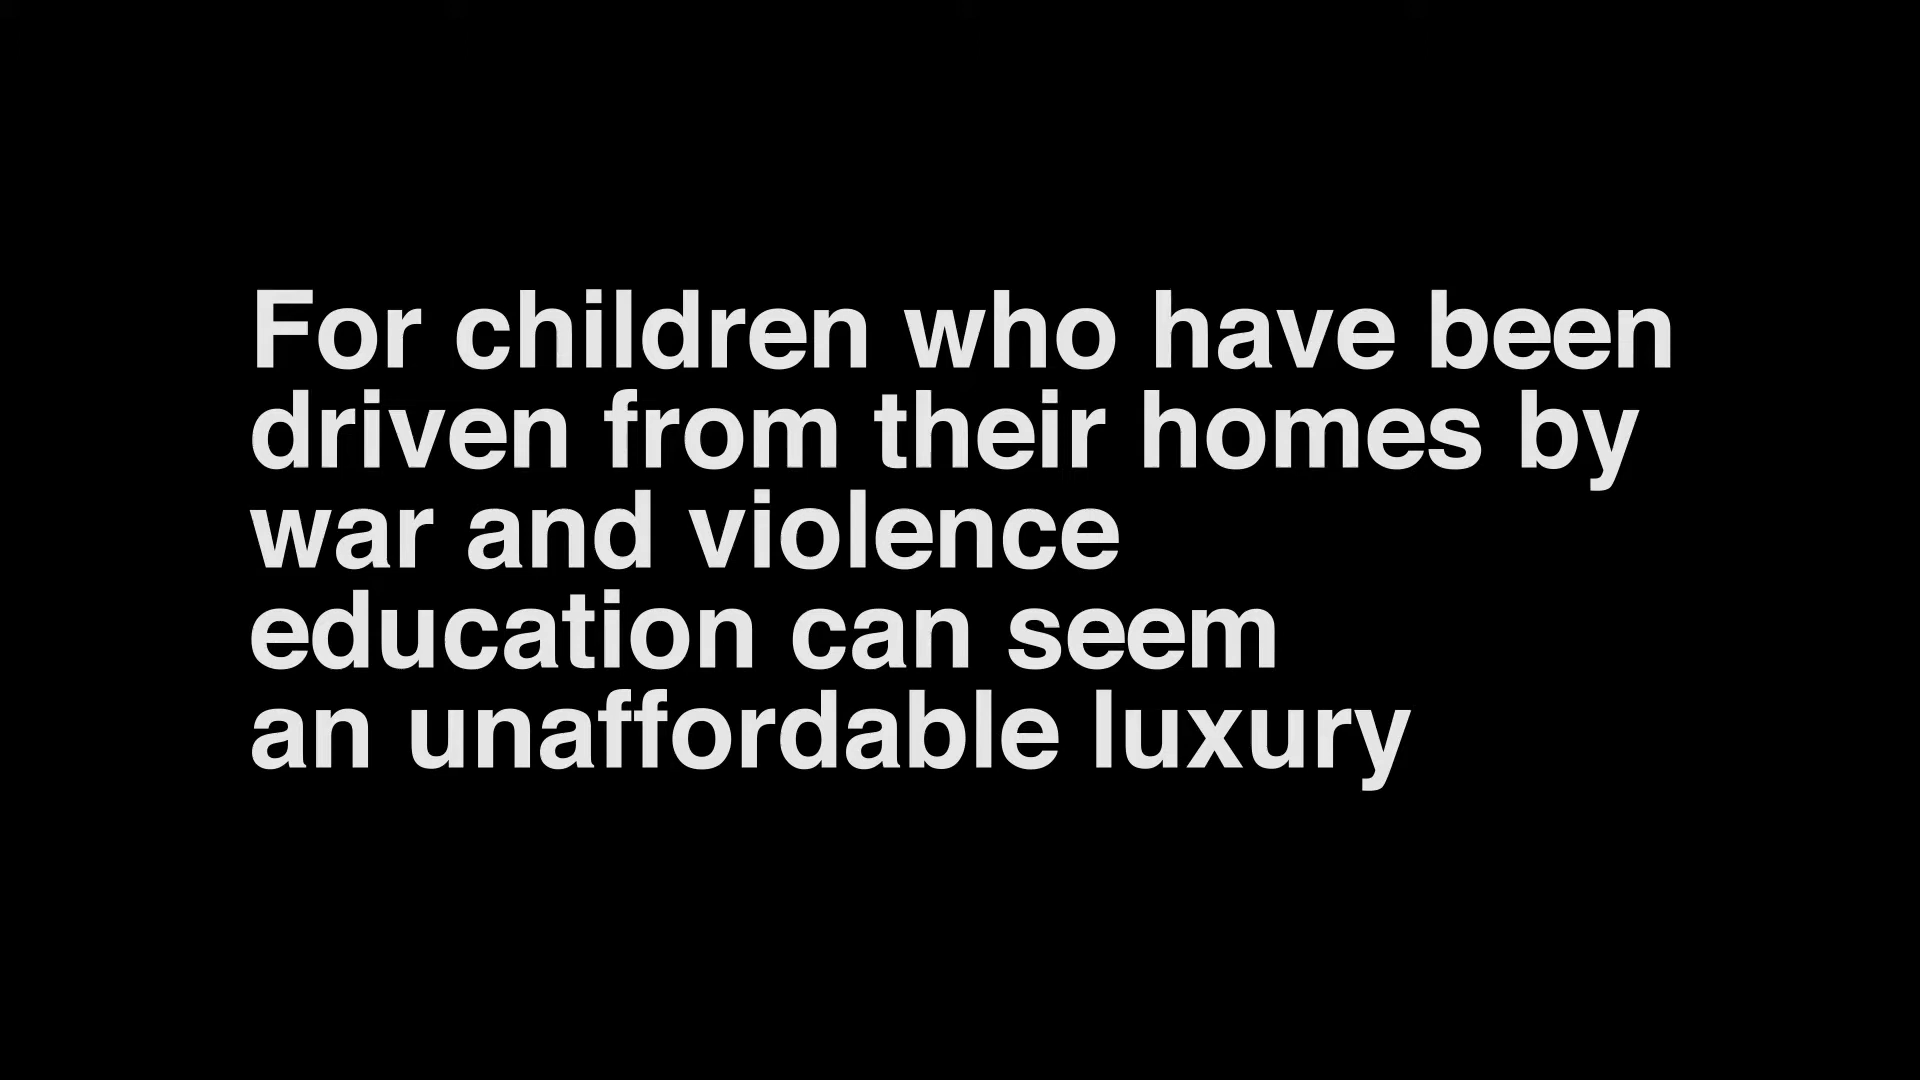 For children who have been
driven from their homes by
war and violence
education can seem
an unaffordable luxury